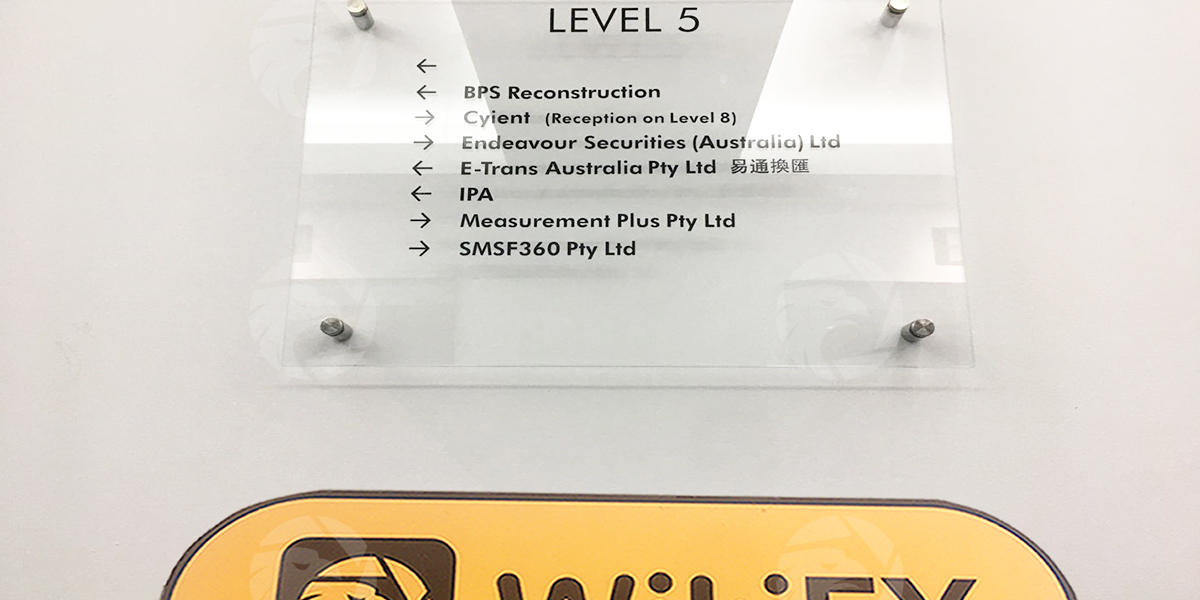 LEVEL 5
←
← BPS Reconstruction
→ Cyient (Reception on Level 8)
→ Endeavour Securities (Australia) Ltd
← E-Trans Australia Pty Ltd 易通換匯
← IPA
→ Measurement Plus Pty Ltd
→ SMSF360 Pty Ltd
WikiFX